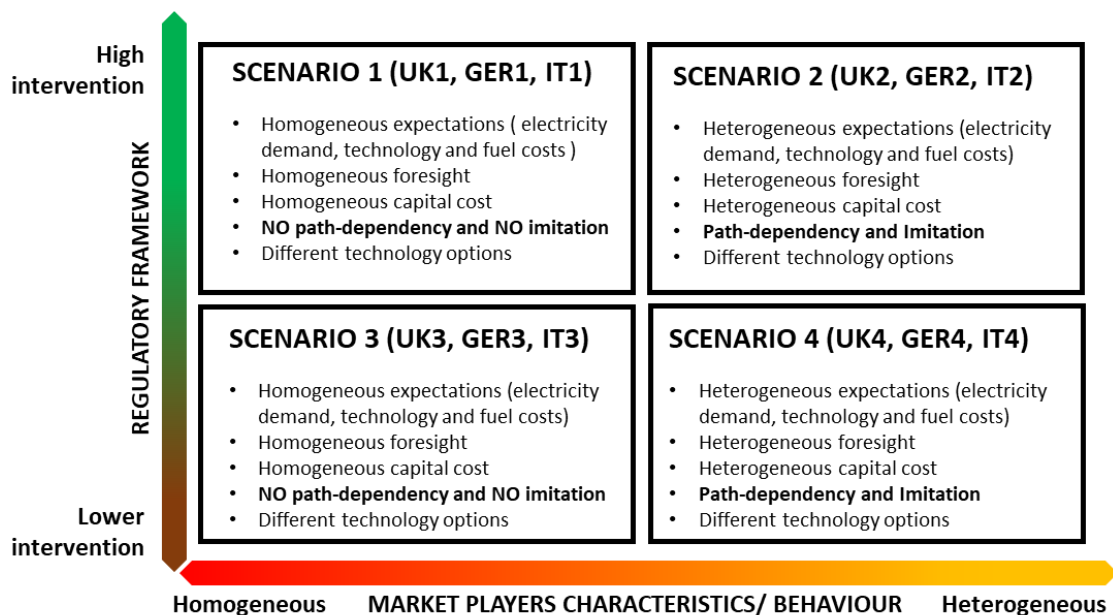 High
intervention
REGULATORY FRAMEWORK
Lower
intervention
SCENARIO 1 (UK1, GER1, IT1)
• Homogeneous expectations ( electricity
demand, technology and fuel costs )
• Homogeneous foresight
• Homogeneous capital cost
• NO path-dependency and NO imitation
• Different technology options
SCENARIO 2 (UK2, GER2, IT2)
• Heterogeneous expectations (electricity
demand, technology and fuel costs)
• Heterogeneous foresight
• Heterogeneous capital cost
• Path-dependency and Imitation
• Different technology options
SCENARIO 3 (UK3, GER3, IT3)
• Homogeneous expectations (electricity
demand, technology and fuel costs)
• Homogeneous foresight
• Homogeneous capital cost
• NO path-dependency and NO imitation
• Different technology options
SCENARIO 4 (UK4, GER4, IT4)
• Heterogeneous expectations (electricity
demand, technology and fuel costs)
• Heterogeneous foresight
• Heterogeneous capital cost
• Path-dependency and Imitation
• Different technology options
Homogeneous MARKET PLAYERS CHARACTERISTICS/ BEHAVIOUR Heterogeneous